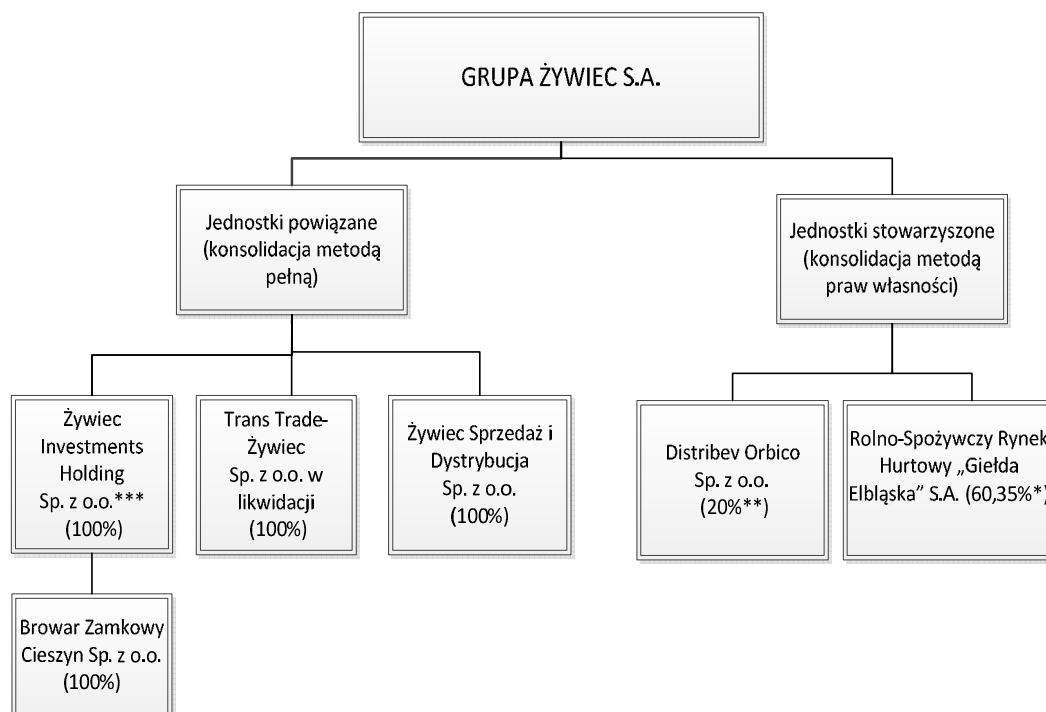 GRUPA ŻYWIEC S.A.
Jednostki powiązane
(konsolidacja metodą
pełną)
Jednostki stowarzyszone
(konsolidacja metodą
praw własności)
Żywiec
Investments
Holding
Sp. z o.o.***
(100%)
Trans Trade-
Żywiec
Sp. z o.o. w
likwidacji
(100%)
Żywiec Sprzedaż i
Dystrybucja
Sp. z o.o.
(100%)
Distribev Orbico
Sp. z o.o.
(20%**)
Rolno-Spożywczy Rynek
Hurtowy „Giełda
Elbląska” S.A. (60,35%*)
Browar Zamkowy
Cieszyn Sp. z o.o.
(100%)